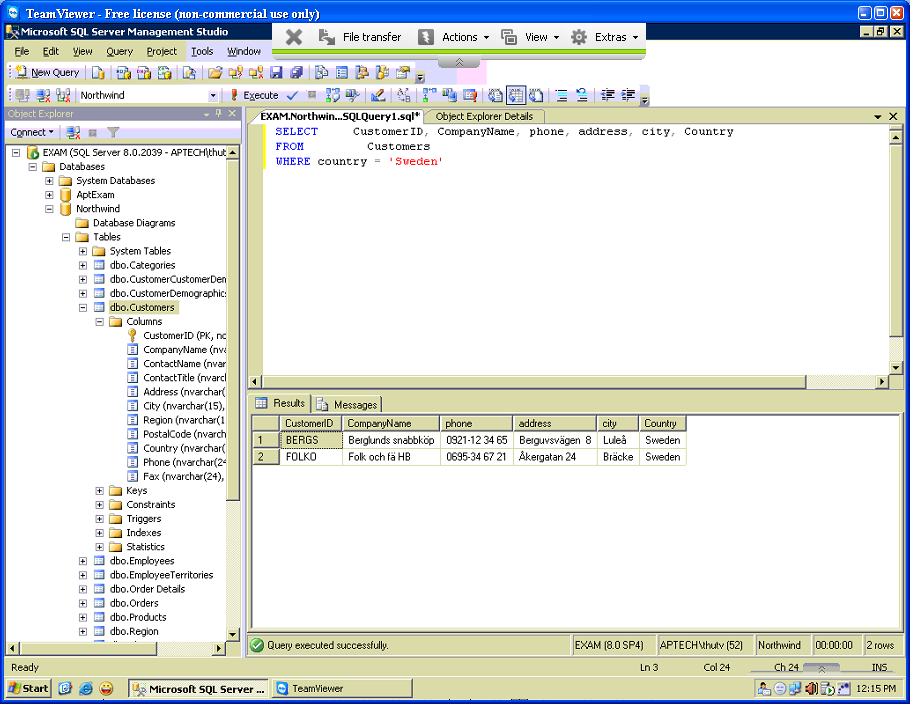 TeamViewer - Free license (non-commercial use only)
Microsoft SQL Server Management Studio
File transfer Actions View Extras
File Edit View Query Project Tools Window
New Query
Northwind Execute
Object Explorer
EXAM.Northwin...SQLQuery1.sql* Object Explorer Details
Connect
EXAM (SQL Server 8.0.2039 - APTECH\thut
Databases
System Databases
AptExam
Northwind
Database Diagrams
Tables
System Tables
dbo.Categories
dbo.CustomerCustomerDem
dbo.CustomerDemographics
dbo.Customers
Columns
CustomerID (PK, nc
CompanyName (nva
ContactName (nvar
ContactTitle (nvarch
Address (nvarchar(
City (nvarchar(15),
Region (nvarchar(1
PostalCode (nvarch
Country (nvarchar(
Phone (nvarchar(24
Fax (nvarchar(24),
Keys
Constraints
Triggers
Indexes
Statistics
dbo.Employees
dbo.EmployeeTerritories
dbo.Order Details
dbo.Orders
dbo.Products
dbo.Region
SELECT CustomerID, CompanyName, phone, address, city, Country
FROM Customers
WHERE country = 'Sweden'
Results Messages
CustomerID CompanyName phone address city Country
1 BERGS Berglunds snabbköp 0921-12 34 65 Berguvsvägen 8 Luleå Sweden
2 FOLKO Folk och fä HB 0695-34 67 21 Åkergatan 24 Bräcke Sweden
Query executed successfully. EXAM (8.0 SP4) APTECH\thutv (52) Northwind 00:00:00 2 rows
Ready Ln 3 Col 24 Ch 24 INS
Start Microsoft SQL Server ... TeamViewer 12:15 PM